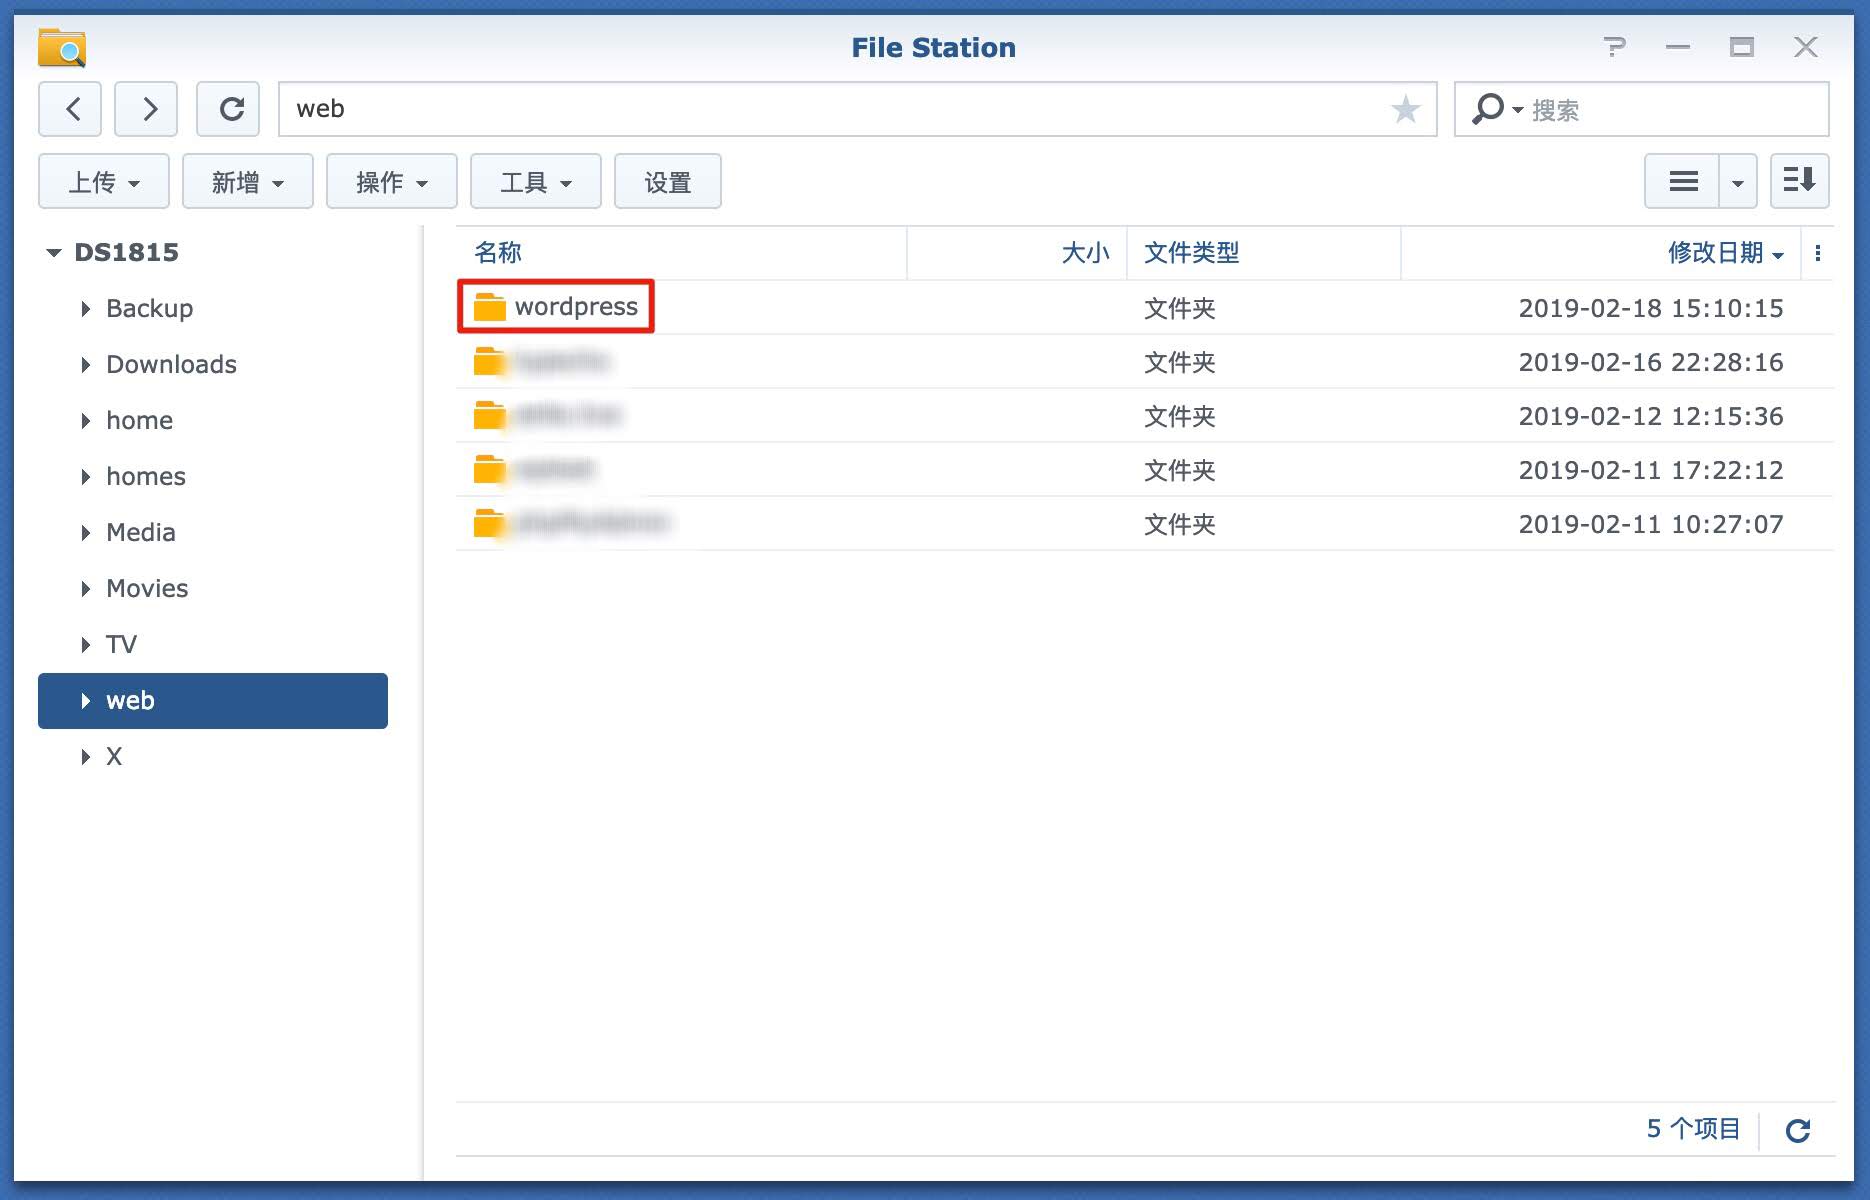 File Station
web
搜索
上传 新增 操作 工具 设置
DS1815
Backup
Downloads
home
homes
Media
Movies
TV
web
X
名称 大小 文件类型 修改日期
wordpress 文件夹 2019-02-18 15:10:15
文件夹 2019-02-16 22:28:16
文件夹 2019-02-12 12:15:36
文件夹 2019-02-11 17:22:12
文件夹 2019-02-11 10:27:07
5 个项目